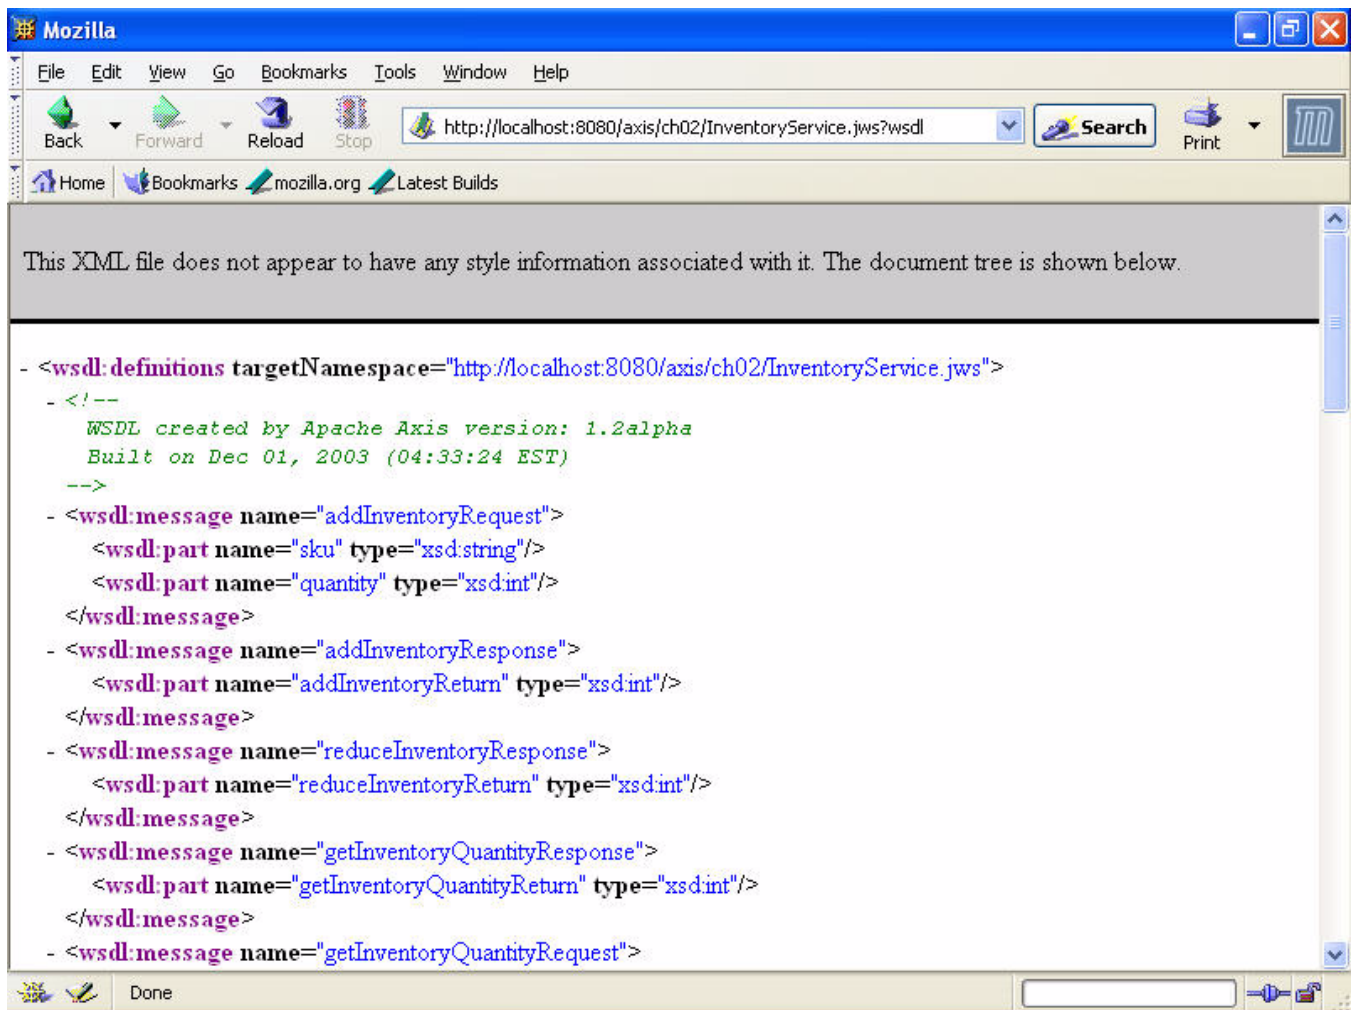 Mozilla
File Edit View Go Bookmarks Tools Window Help
Back Forward Reload Stop http://localhost:8080/axis/ch02/InventoryService.jws?wsdl Search Print
Home Bookmarks mozilla.org Latest Builds
This XML file does not appear to have any style information associated with it. The document tree is shown below.
- <wsdl:definitions targetNamespace="http://localhost:8080/axis/ch02/InventoryService.jws">
- <!--
WSDL created by Apache Axis version: 1.2alpha
Built on Dec 01, 2003 (04:33:24 EST)
-->
- <wsdl:message name="addInventoryRequest">
<wsdl:part name="sku" type="xsd:string"/>
<wsdl:part name="quantity" type="xsd:int"/>
</wsdl:message>
- <wsdl:message name="addInventoryResponse">
<wsdl:part name="addInventoryReturn" type="xsd:int"/>
</wsdl:message>
- <wsdl:message name="reduceInventoryResponse">
<wsdl:part name="reduceInventoryReturn" type="xsd:int"/>
</wsdl:message>
- <wsdl:message name="getInventoryQuantityResponse">
<wsdl:part name="getInventoryQuantityReturn" type="xsd:int"/>
</wsdl:message>
- <wsdl:message name="getInventoryQuantityRequest">
Done